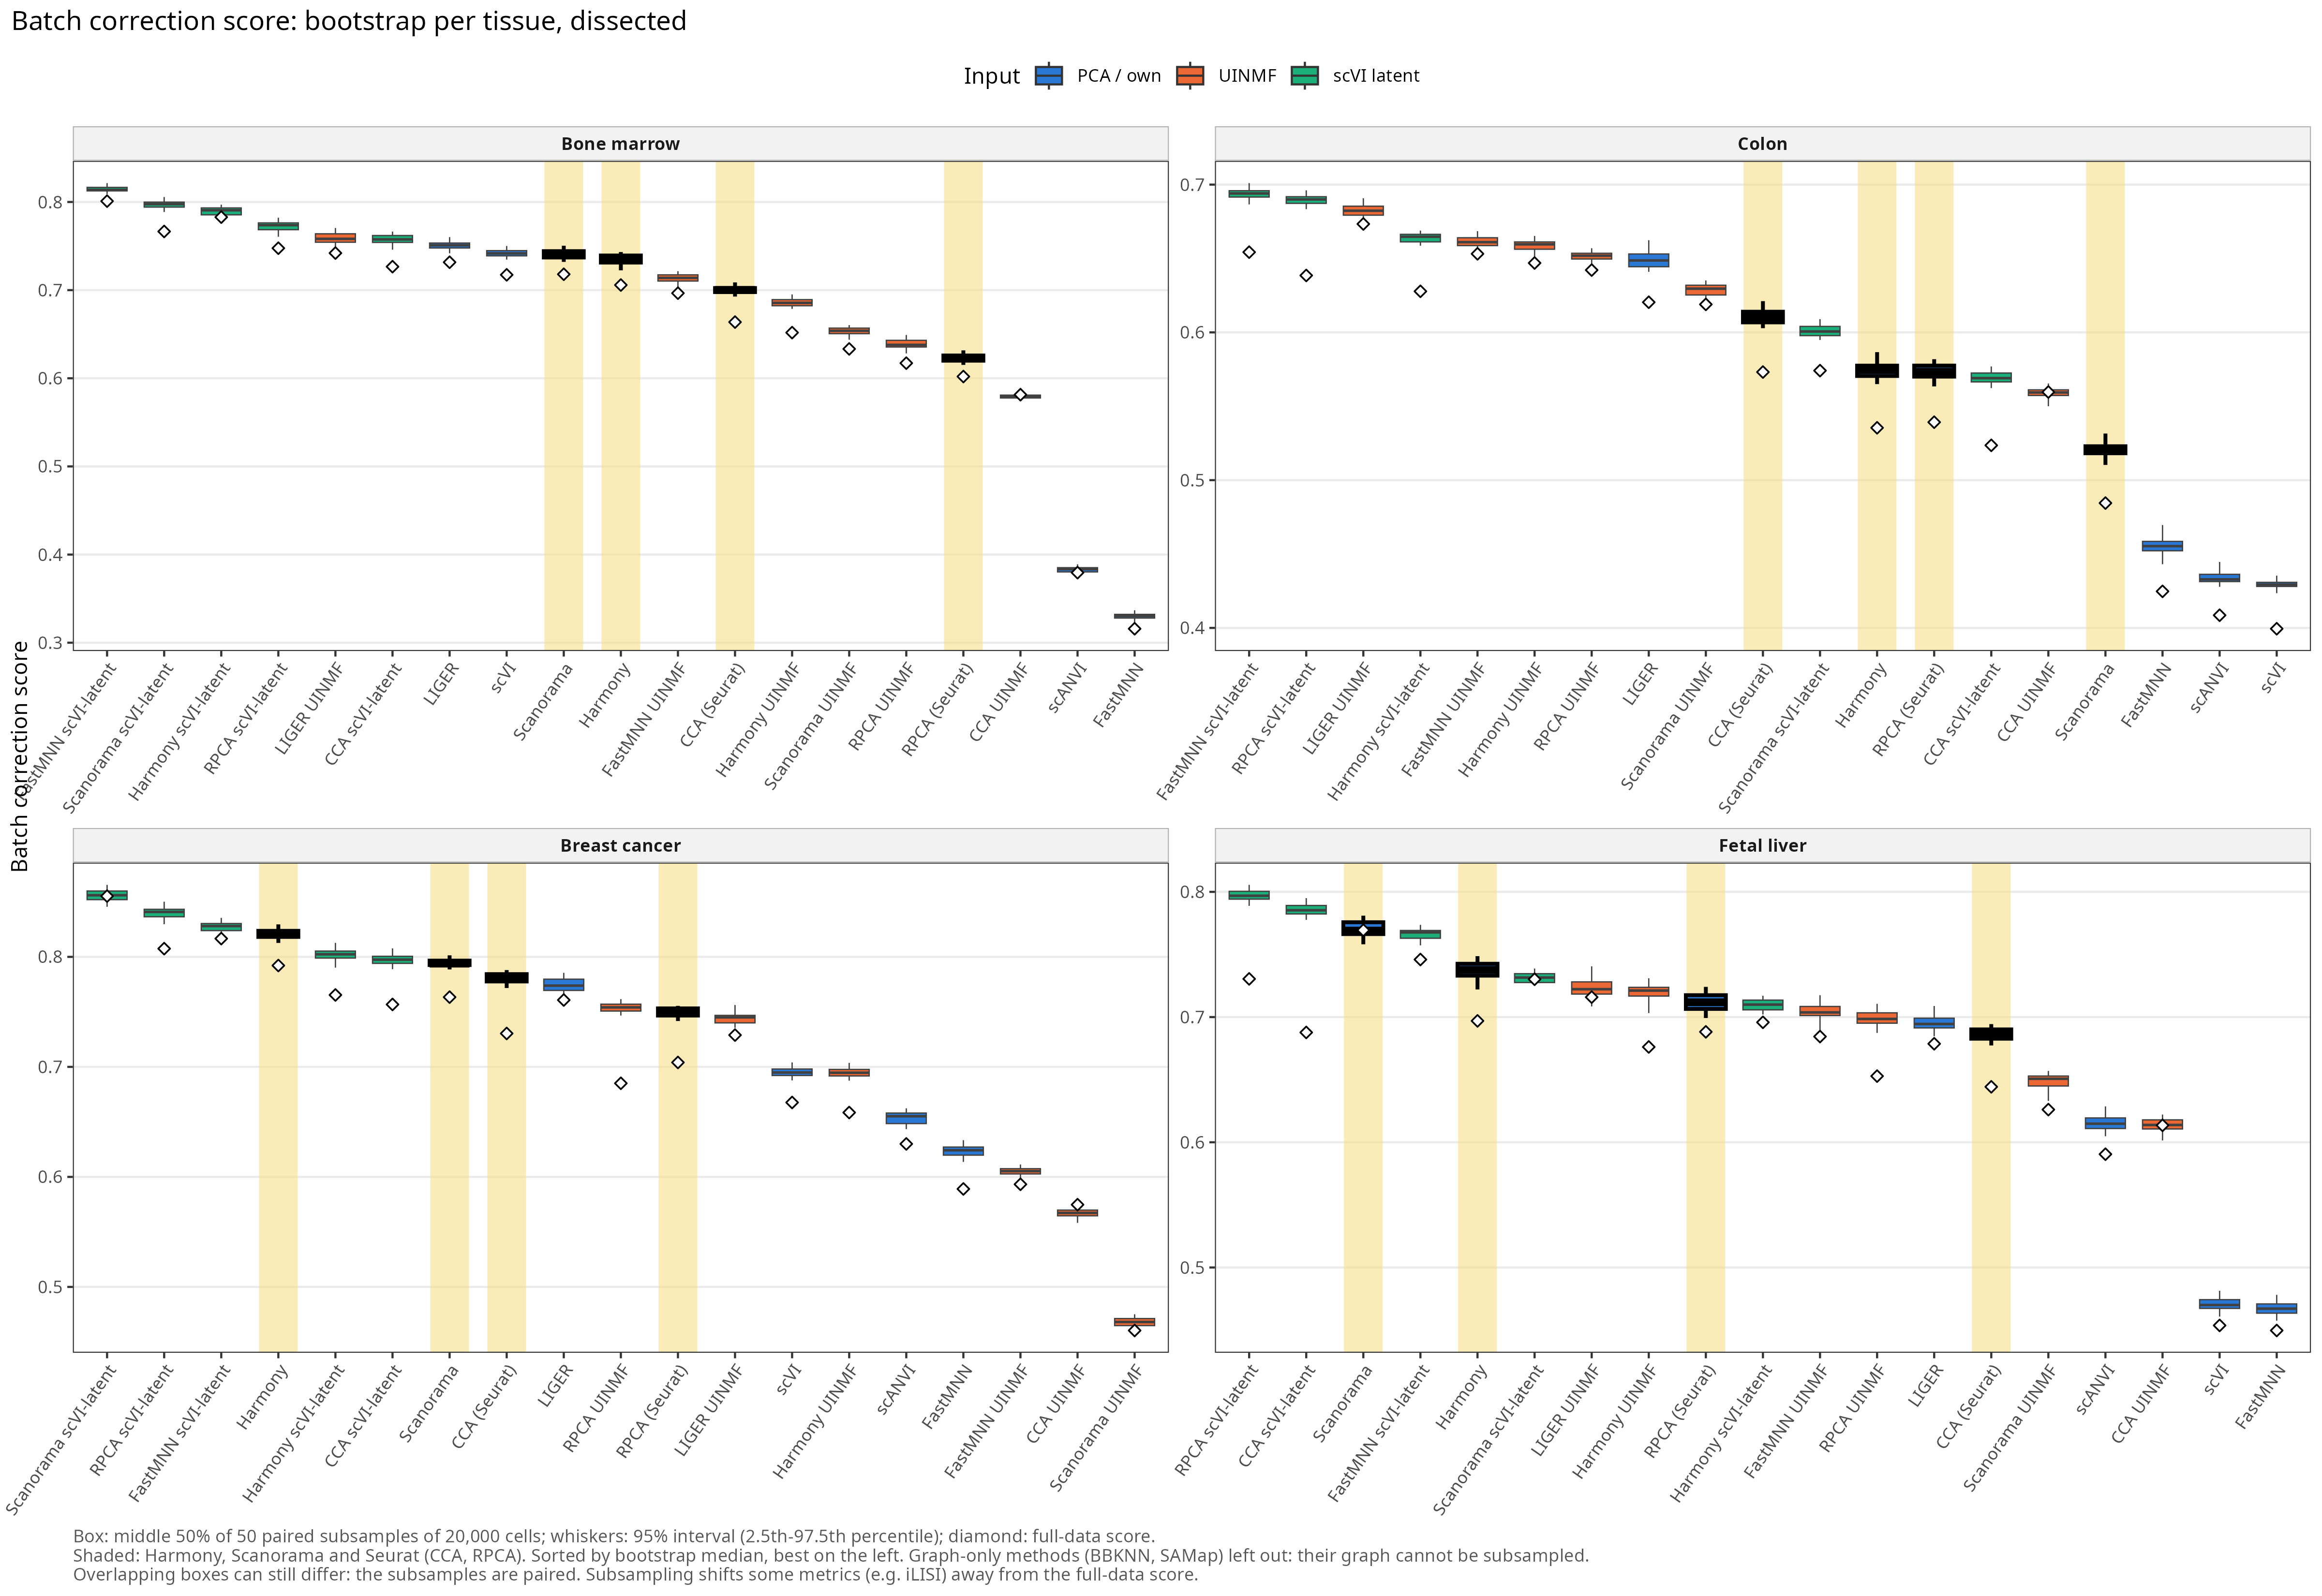 Batch correction score: bootstrap per tissue, dissected
Input PCA / own UINMF scVI latent
Batch correction score
Bone marrow
0.8
0.7
0.6
0.5
0.4
0.3
FastMNN scVI-latent
Scanorama scVI-latent
Harmony scVI-latent
RPCA scVI-latent
LIGER UINMF
CCA scVI-latent
LIGER
scVI
Scanorama
Harmony
FastMNN UINMF
CCA (Seurat)
Harmony UINMF
Scanorama UINMF
RPCA UINMF
RPCA (Seurat)
CCA UINMF
scANVI
FastMNN
Colon
0.7
0.6
0.5
0.4
FastMNN scVI-latent
RPCA scVI-latent
LIGER UINMF
Harmony scVI-latent
FastMNN UINMF
Harmony UINMF
RPCA UINMF
LIGER
Scanorama UINMF
CCA (Seurat)
Scanorama scVI-latent
Harmony
RPCA (Seurat)
CCA scVI-latent
CCA UINMF
Scanorama
FastMNN
scANVI
scVI
Breast cancer
0.8
0.7
0.6
0.5
Scanorama scVI-latent
RPCA scVI-latent
FastMNN scVI-latent
Harmony
Harmony scVI-latent
CCA scVI-latent
Scanorama
CCA (Seurat)
LIGER
RPCA UINMF
RPCA (Seurat)
LIGER UINMF
scVI
Harmony UINMF
scANVI
FastMNN
FastMNN UINMF
CCA UINMF
Scanorama UINMF
Fetal liver
0.8
0.7
0.6
0.5
RPCA scVI-latent
CCA scVI-latent
Scanorama
FastMNN scVI-latent
Harmony
Scanorama scVI-latent
LIGER UINMF
Harmony UINMF
RPCA (Seurat)
Harmony scVI-latent
FastMNN UINMF
RPCA UINMF
LIGER
CCA (Seurat)
Scanorama UINMF
scANVI
CCA UINMF
scVI
FastMNN
Box: middle 50% of 50 paired subsamples of 20,000 cells; whiskers: 95% interval (2.5th-97.5th percentile); diamond: full-data score.
Shaded: Harmony, Scanorama and Seurat (CCA, RPCA). Sorted by bootstrap median, best on the left. Graph-only methods (BBKNN, SAMap) left out: their graph cannot be subsampled.
Overlapping boxes can still differ: the subsamples are paired. Subsampling shifts some metrics (e.g. iLISI) away from the full-data score.